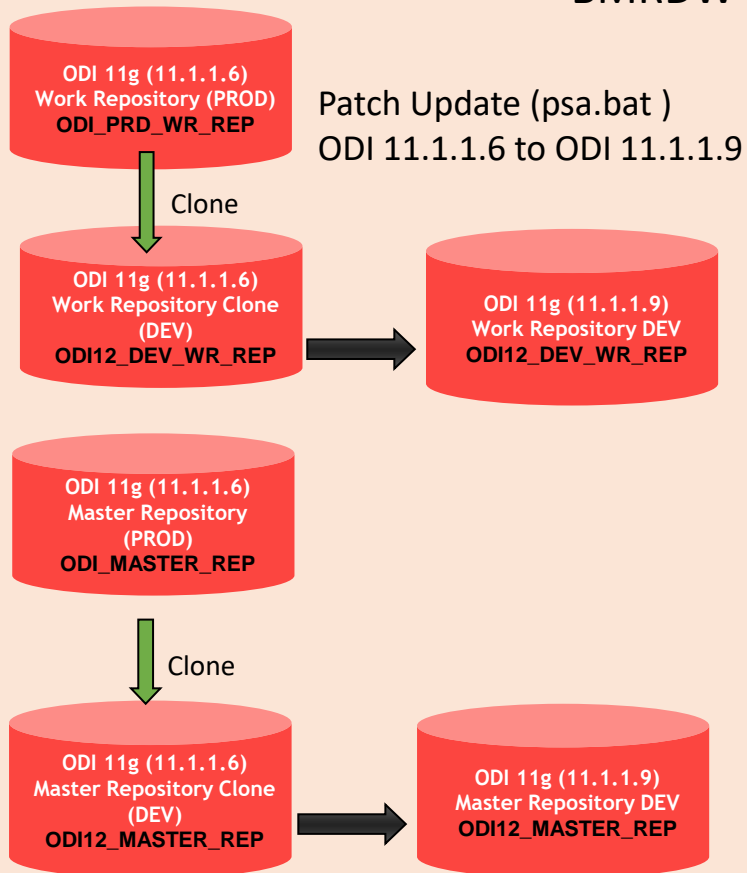 ODI 11g (11.1.1.6)
Work Repository (PROD)
ODI_PRD_WR_REP
Patch Update (psa.bat )
ODI 11.1.1.6 to ODI 11.1.1.9
Clone
ODI 11g (11.1.1.6)
Work Repository Clone
(DEV)
ODI12_DEV_WR_REP
ODI 11g (11.1.1.9)
Work Repository DEV
ODI12_DEV_WR_REP
ODI 11g (11.1.1.6)
Master Repository
(PROD)
ODI_MASTER_REP
Clone
ODI 11g (11.1.1.6)
Master Repository Clone
(DEV)
ODI12_MASTER_REP
ODI 11g (11.1.1.9)
Master Repository DEV
ODI12_MASTER_REP